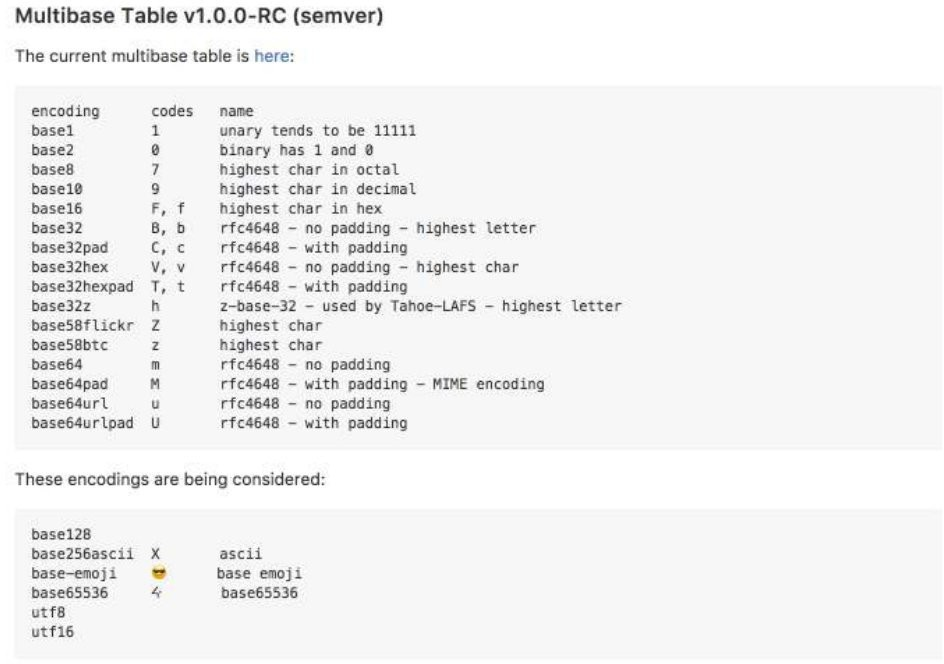 Multibase Table v1.0.0-RC (semver)
The current multibase table is here:
encoding codes name
base1 1 unary tends to be 11111
base2 0 binary has 1 and 0
base8 7 highest char in octal
base10 9 highest char in decimal
base16 F, f highest char in hex
base32 B, b rfc4648 – no padding – highest letter
base32pad C, c rfc4648 – with padding
base32hex V, v rfc4648 – no padding – highest char
base32hexpad T, t rfc4648 – with padding
base32z h z-base-32 – used by Tahoe-LAFS – highest letter
base58flickr Z highest char
base58btc z highest char
base64 m rfc4648 – no padding
base64pad M rfc4648 – with padding – MIME encoding
base64url u rfc4648 – no padding
base64urlpad U rfc4648 – with padding
These encodings are being considered:
base128
base256ascii X ascii
base-emoji 😎 base emoji
base65536 base65536
utf8
utf16